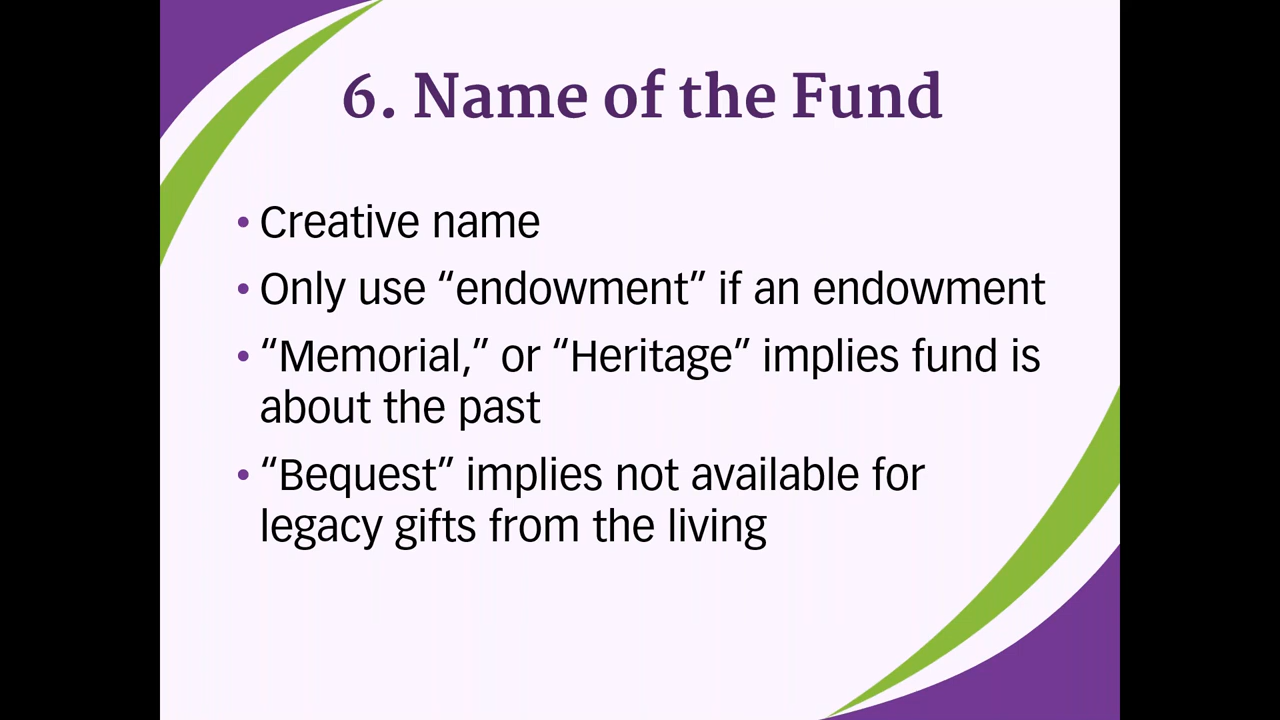 6. Name of the Fund
• Creative name
• Only use “endowment” if an endowment
• “Memorial,” or “Heritage” implies fund is
about the past
• “Bequest” implies not available for
legacy gifts from the living